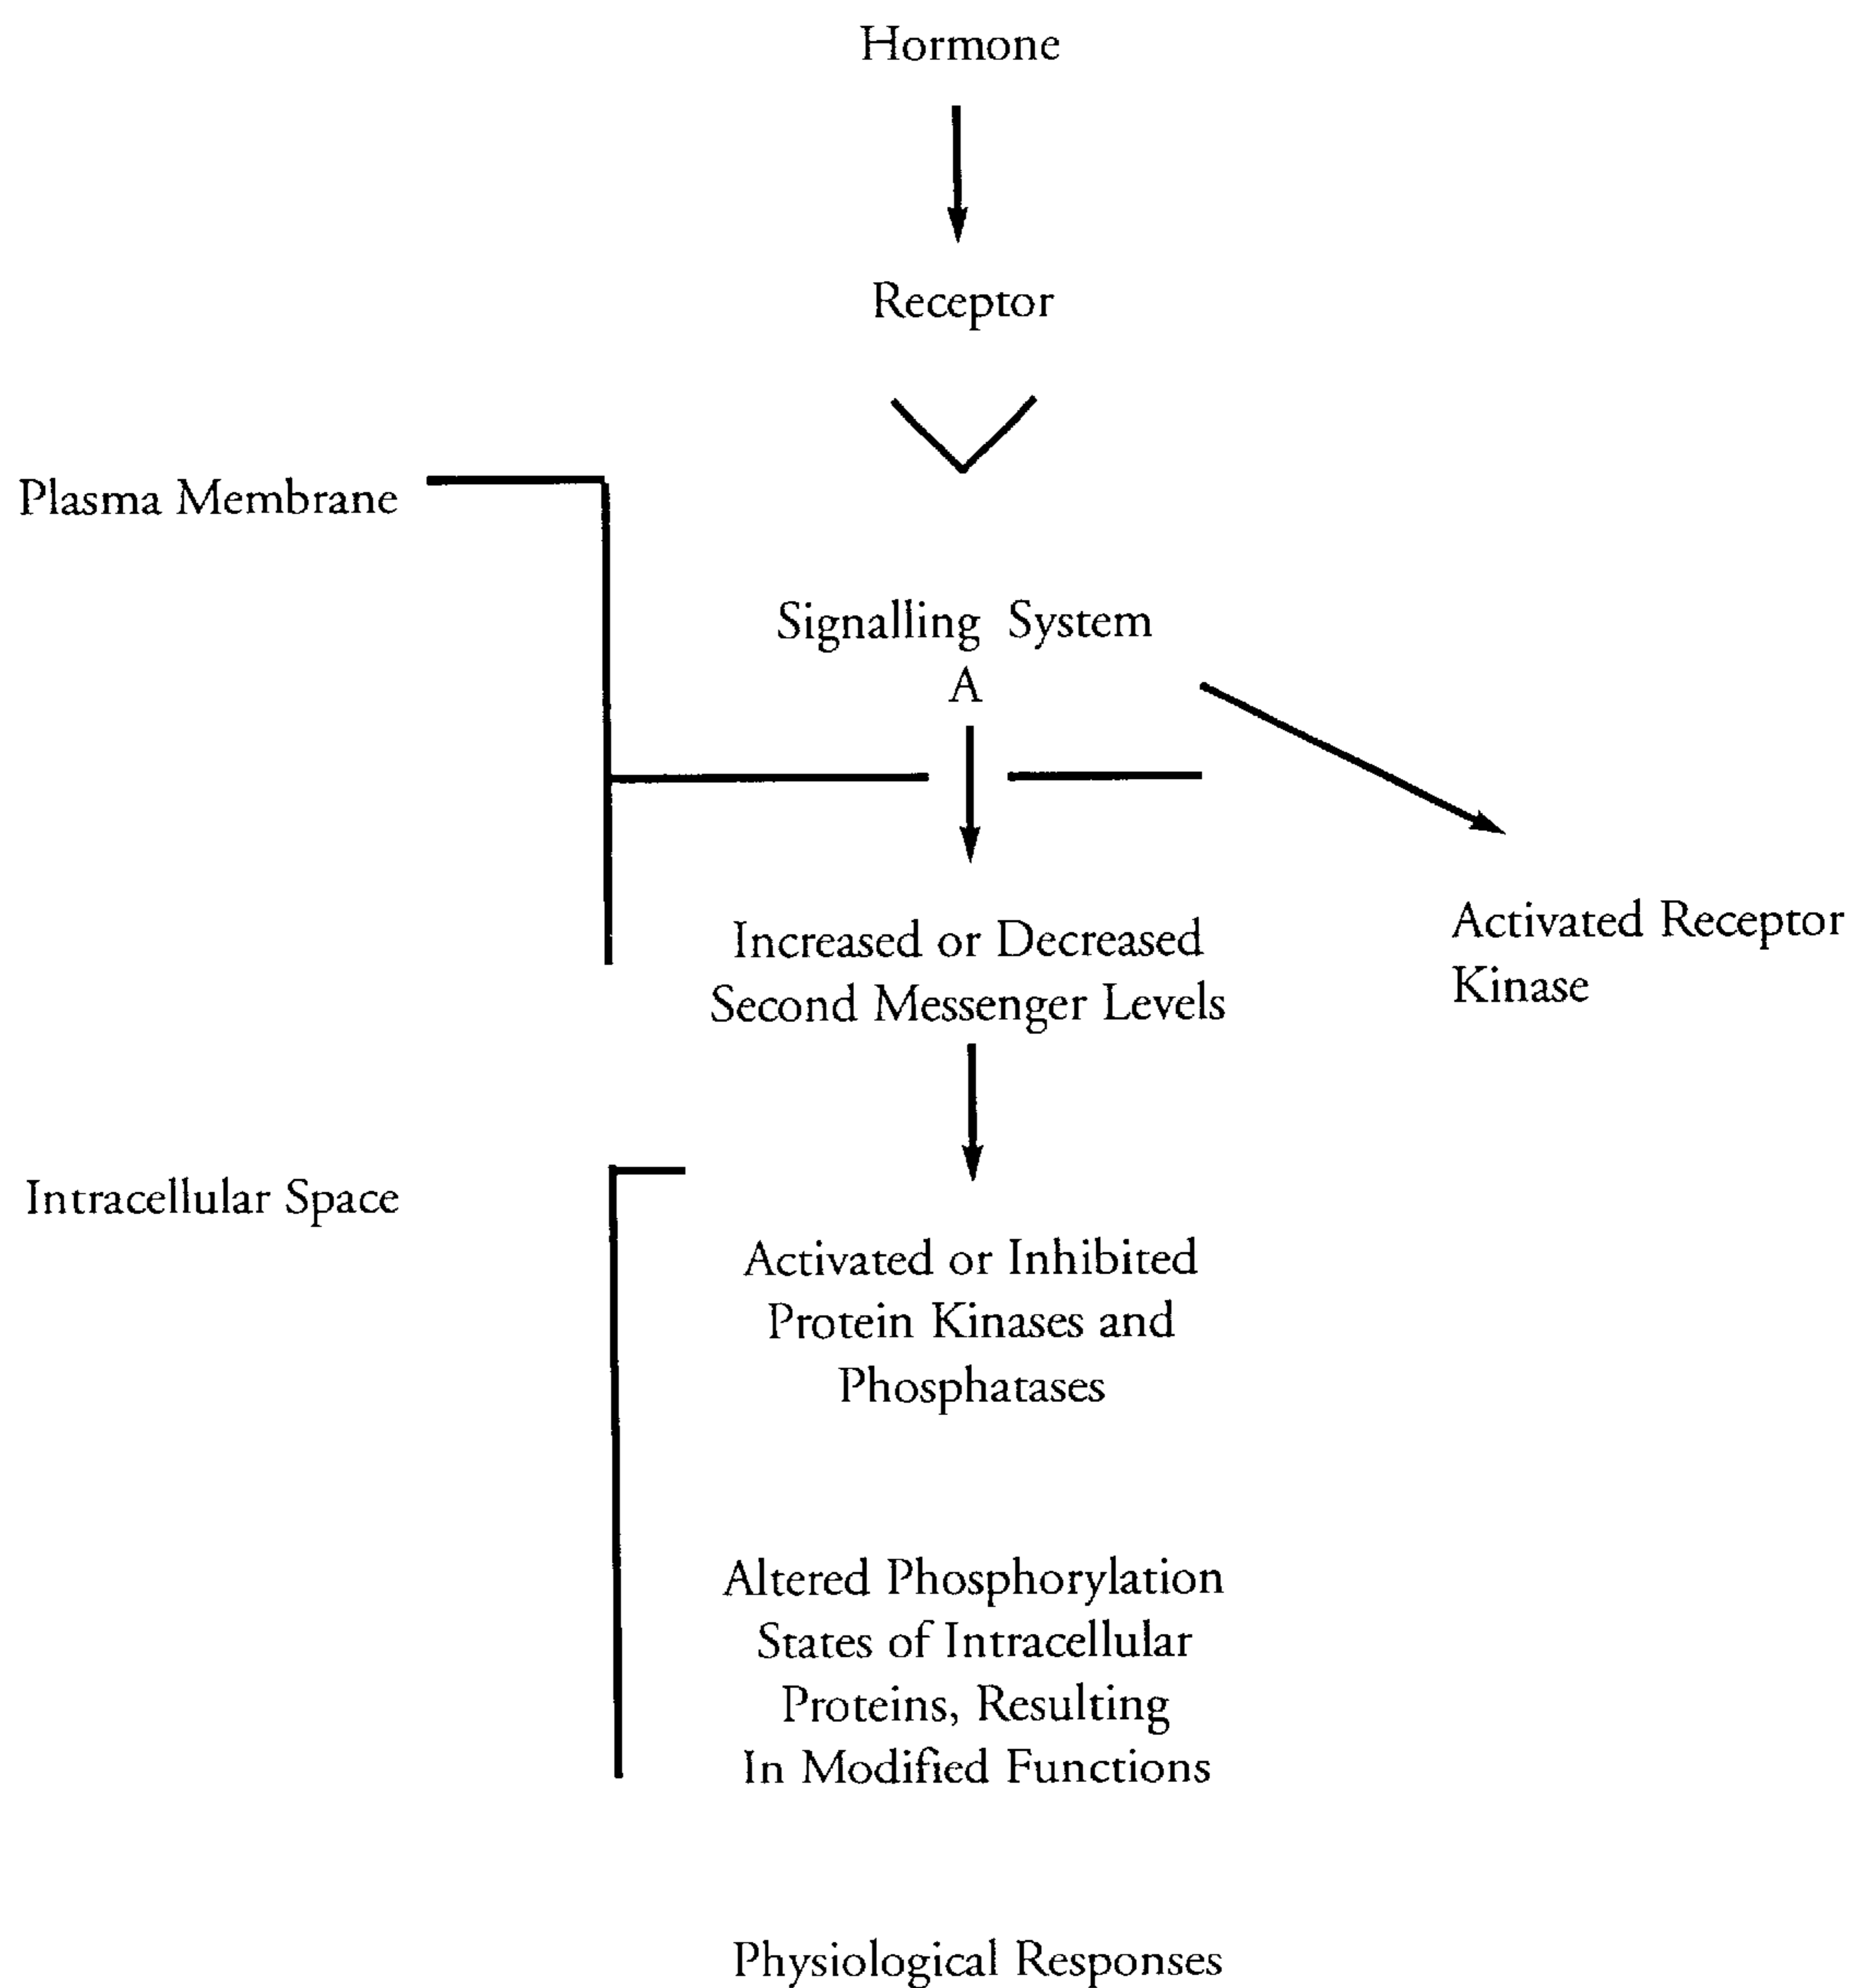 Hormone
Receptor
Plasma Membrane
Signalling System
A
Increased or Decreased
Second Messenger Levels
Activated Receptor
Kinase
Intracellular Space
Activated or Inhibited
Protein Kinases and
Phosphatases
Altered Phosphorylation
States of Intracellular
Proteins, Resulting
In Modified Functions
Physiological Responses